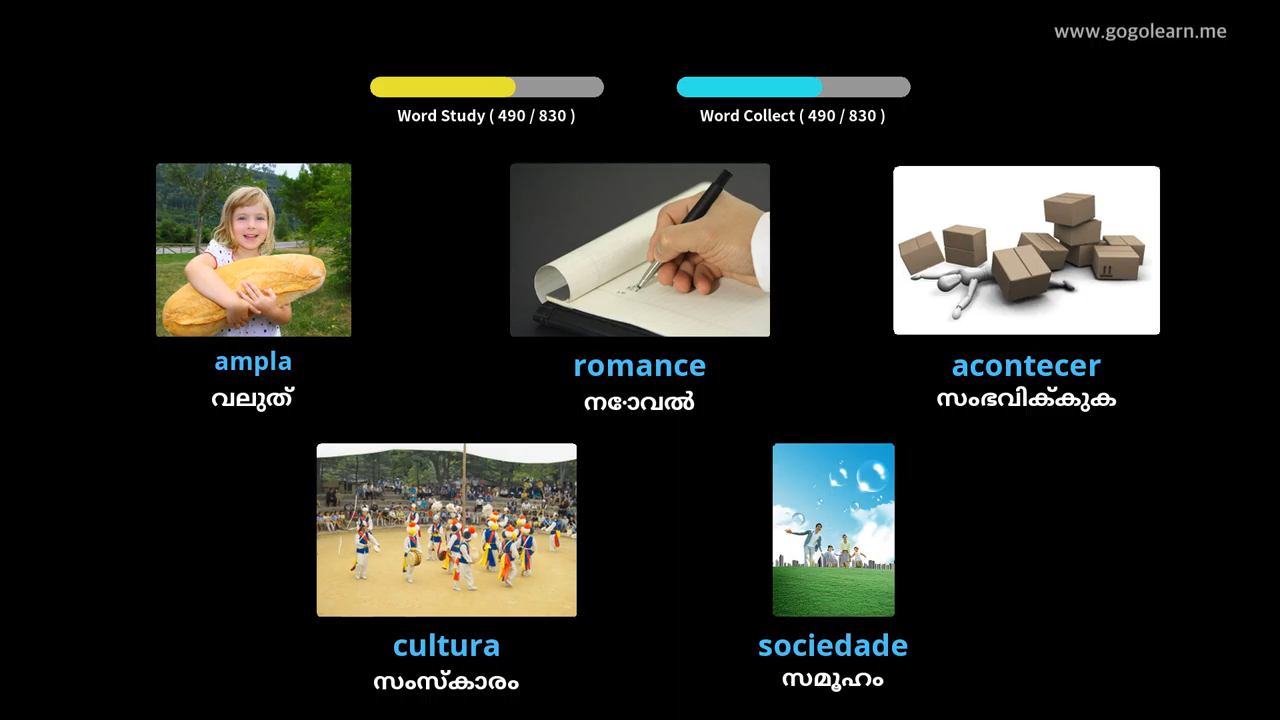 www.gogolearn.me
Word Study ( 490 / 830 )
Word Collect ( 490 / 830 )
ampla
വലുത്
romance
നോവൽ
acontecer
സംഭവിക്കുക
cultura
സംസ്കാരം
sociedade
സമൂഹം